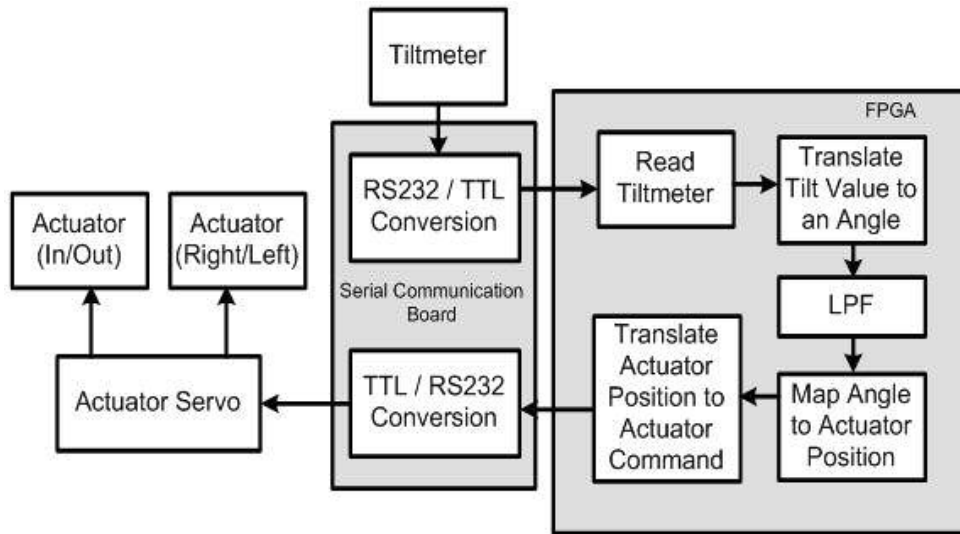 Tiltmeter
FPGA
RS232 / TTL
Conversion
Read
Tiltmeter
Translate
Tilt Value to
an Angle
Actuator
(In/Out)
Actuator
(Right/Left)
Serial Communication
Board
LPF
Translate
Actuator
Position to
Actuator
Command
Actuator Servo
TTL / RS232
Conversion
Map Angle
to Actuator
Position